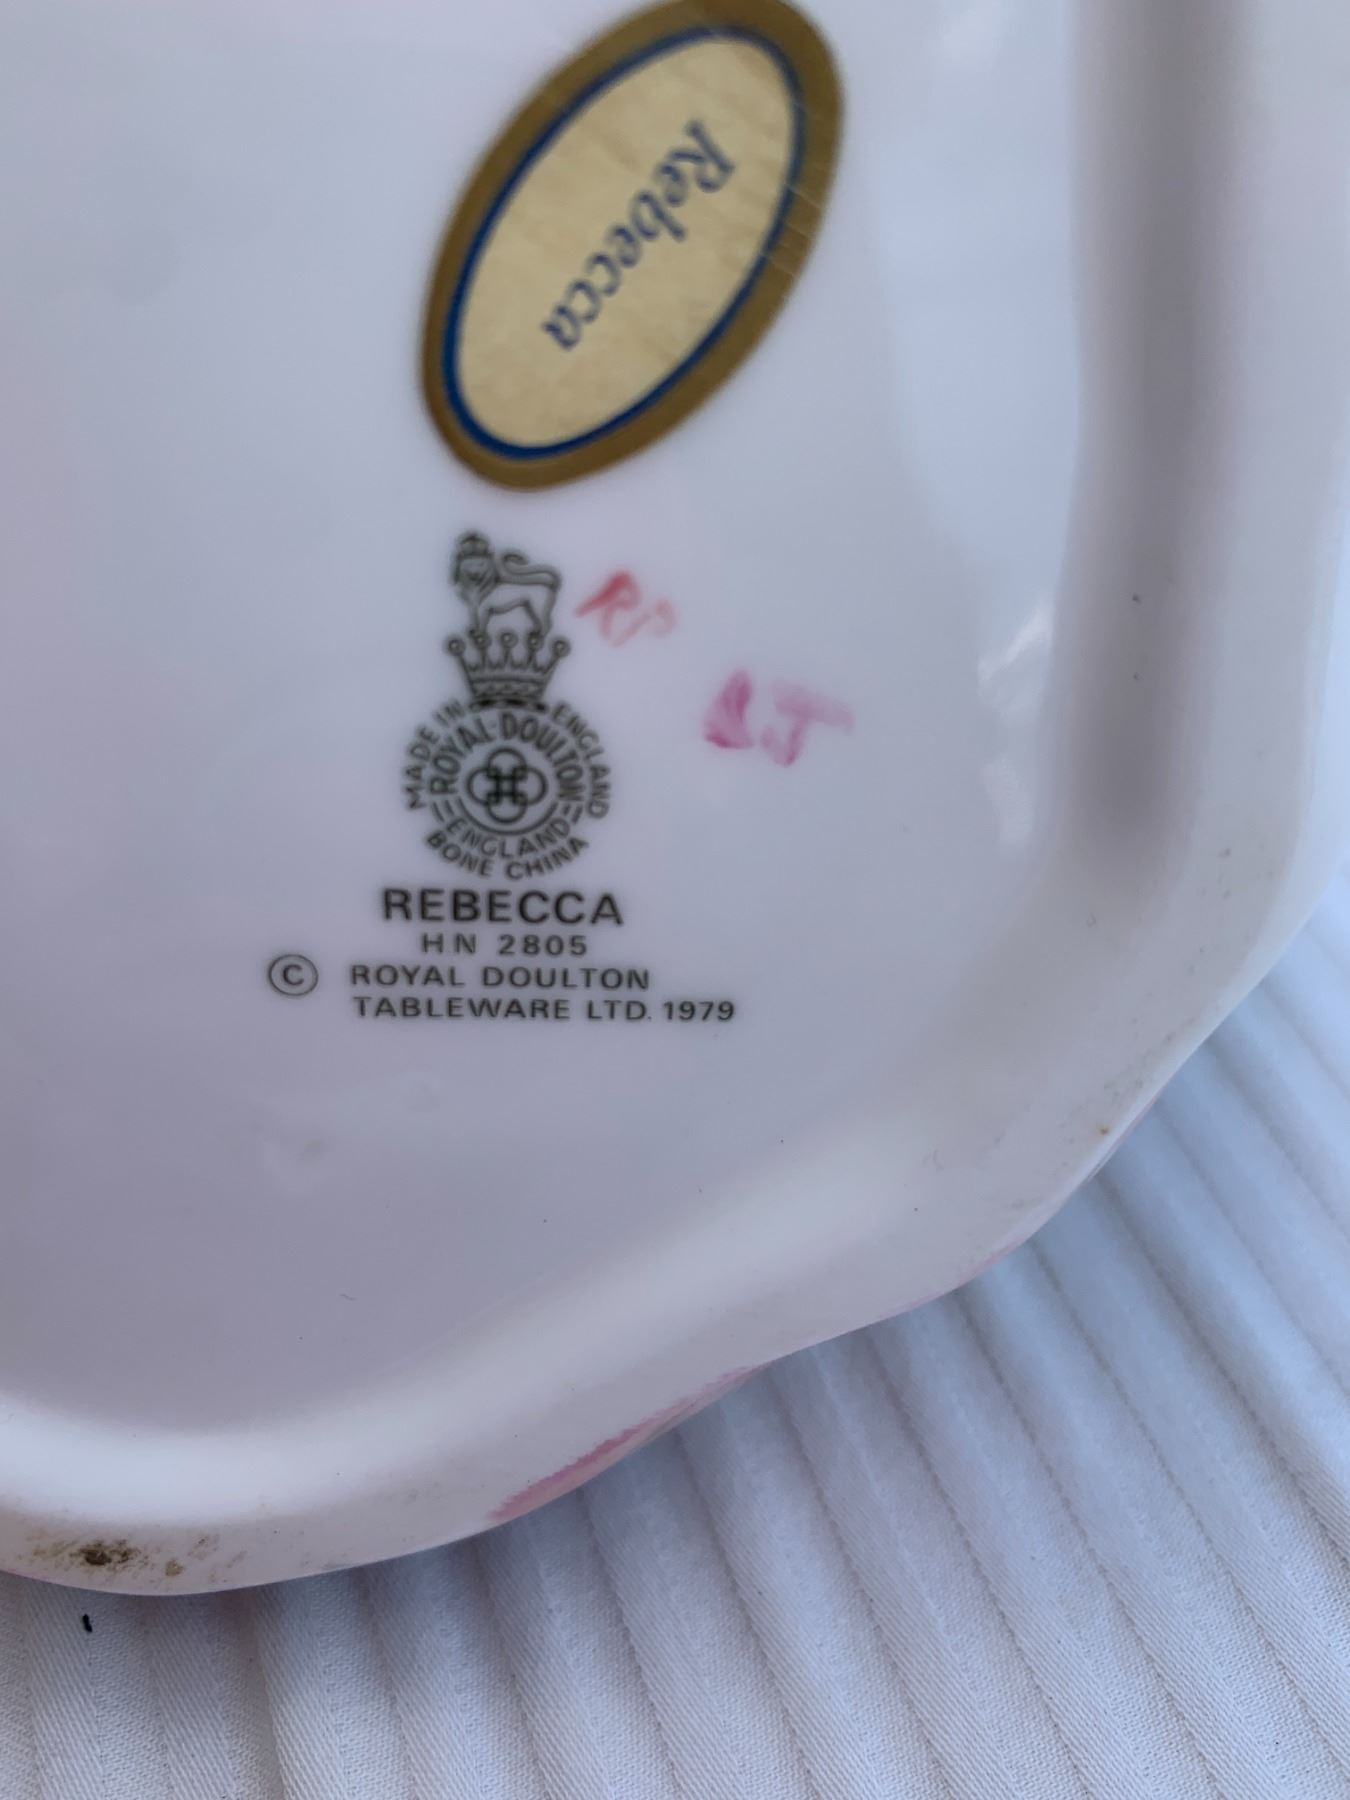 Rebecca
MADE IN ENGLAND
ROYAL DOULTON
ENGLAND
BONE CHINA
REBECCA
HN 2805
© ROYAL DOULTON
TABLEWARE LTD. 1979